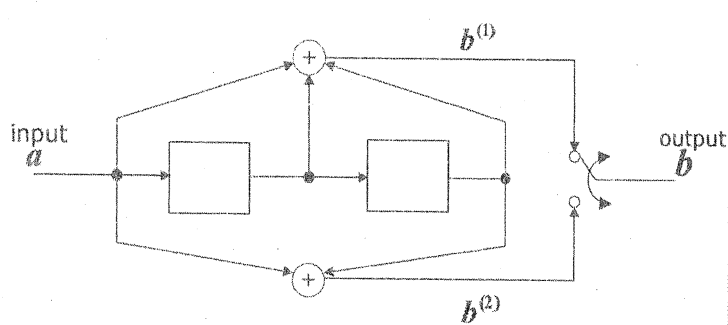 b(1)
+
input
a
output
b
+
b(2)